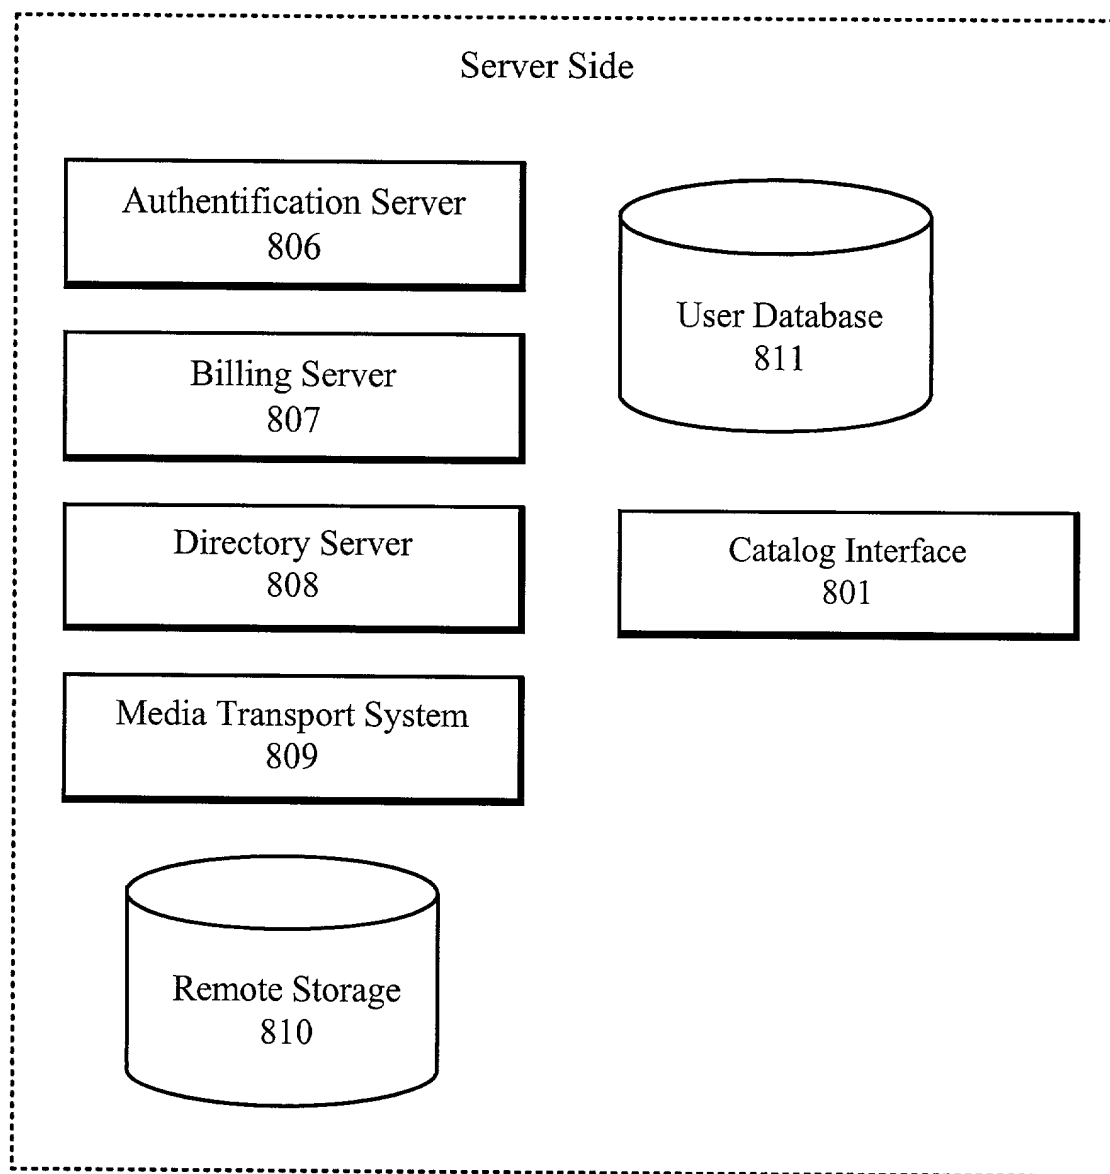 Server Side
Authentification Server
806
User Database
811
Billing Server
807
Directory Server
808
Catalog Interface
801
Media Transport System
809
Remote Storage
810